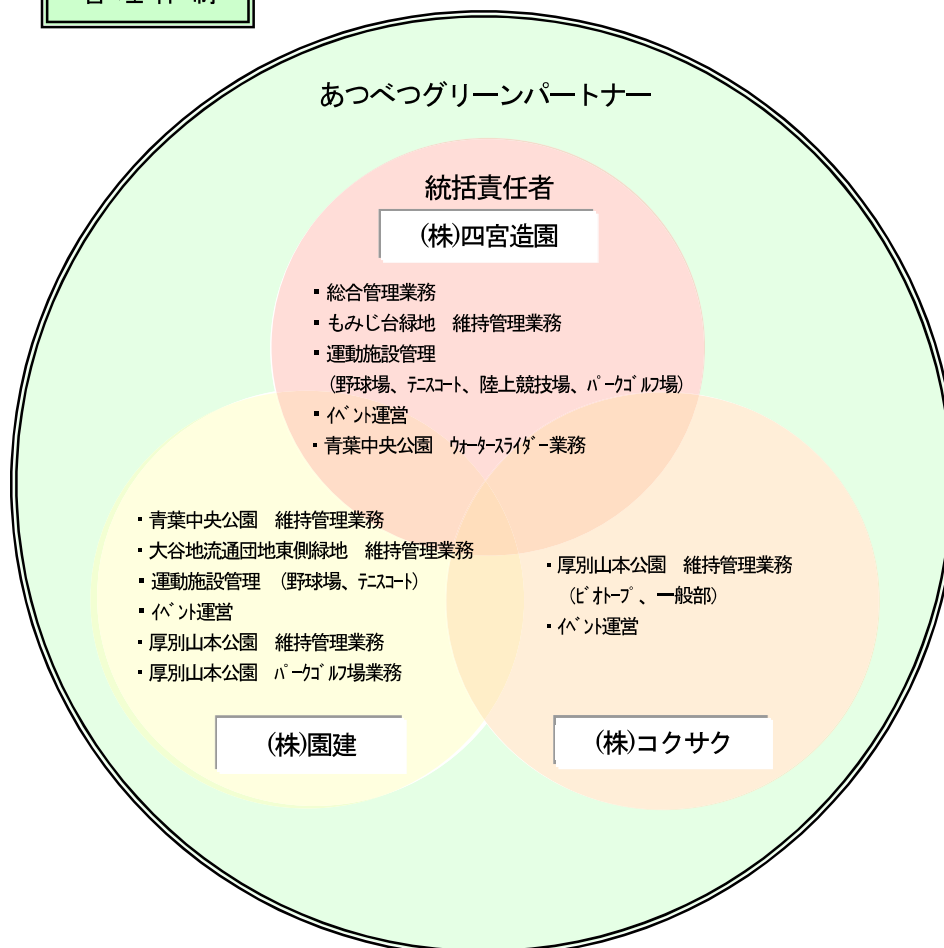 管理体制
あつべつグリーンパートナー
統括責任者
(株)四宮造園
・総合管理業務
・もみじ台緑地　維持管理業務
・運動施設管理
（野球場、ﾃﾆｽｺｰﾄ、陸上競技場、ﾊﾟｰｸｺﾞﾙﾌ場）
・ｲﾍﾞﾝﾄ運営
・青葉中央公園　ｳｫｰﾀｰｽﾗｲﾀﾞｰ業務
・青葉中央公園　維持管理業務
・大谷地流通団地東側緑地　維持管理業務
・運動施設管理　（野球場、ﾃﾆｽｺｰﾄ）
・ｲﾍﾞﾝﾄ運営
・厚別山本公園　維持管理業務
・厚別山本公園　ﾊﾟｰｸｺﾞﾙﾌ場業務
(株)園建
・厚別山本公園　維持管理業務
（ﾋﾞｵﾄｰﾌﾟ、一般部）
・ｲﾍﾞﾝﾄ運営
(株)コクサク